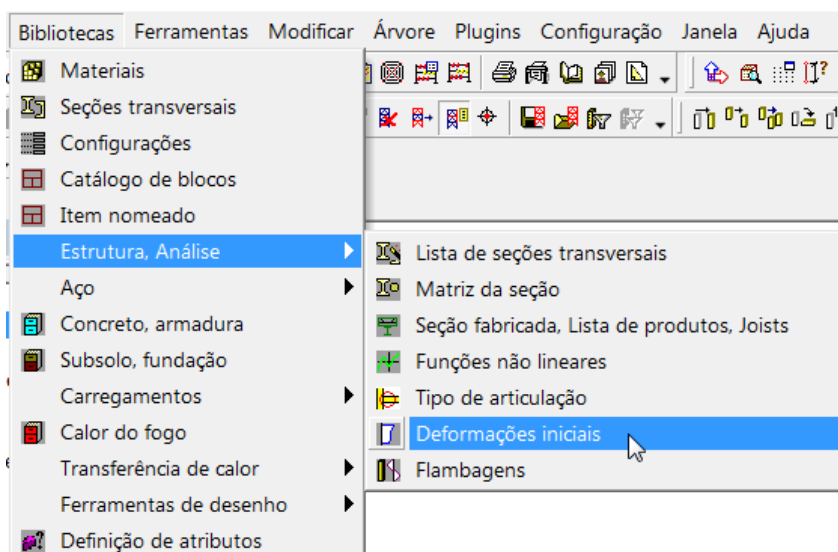 Bibliotecas Ferramentas Modificar Árvore Plugins Configuração Janela Ajuda
Materiais
Seções transversais
Configurações
Catálogo de blocos
Item nomeado
Estrutura, Análise
Aço
Concreto, armadura
Subsolo, fundação
Carregamentos
Calor do fogo
Transferência de calor
Ferramentas de desenho
Definição de atributos
Lista de seções transversais
Matriz da seção
Seção fabricada, Lista de produtos, Joists
Funções não lineares
Tipo de articulação
Deformações iniciais
Flambagens